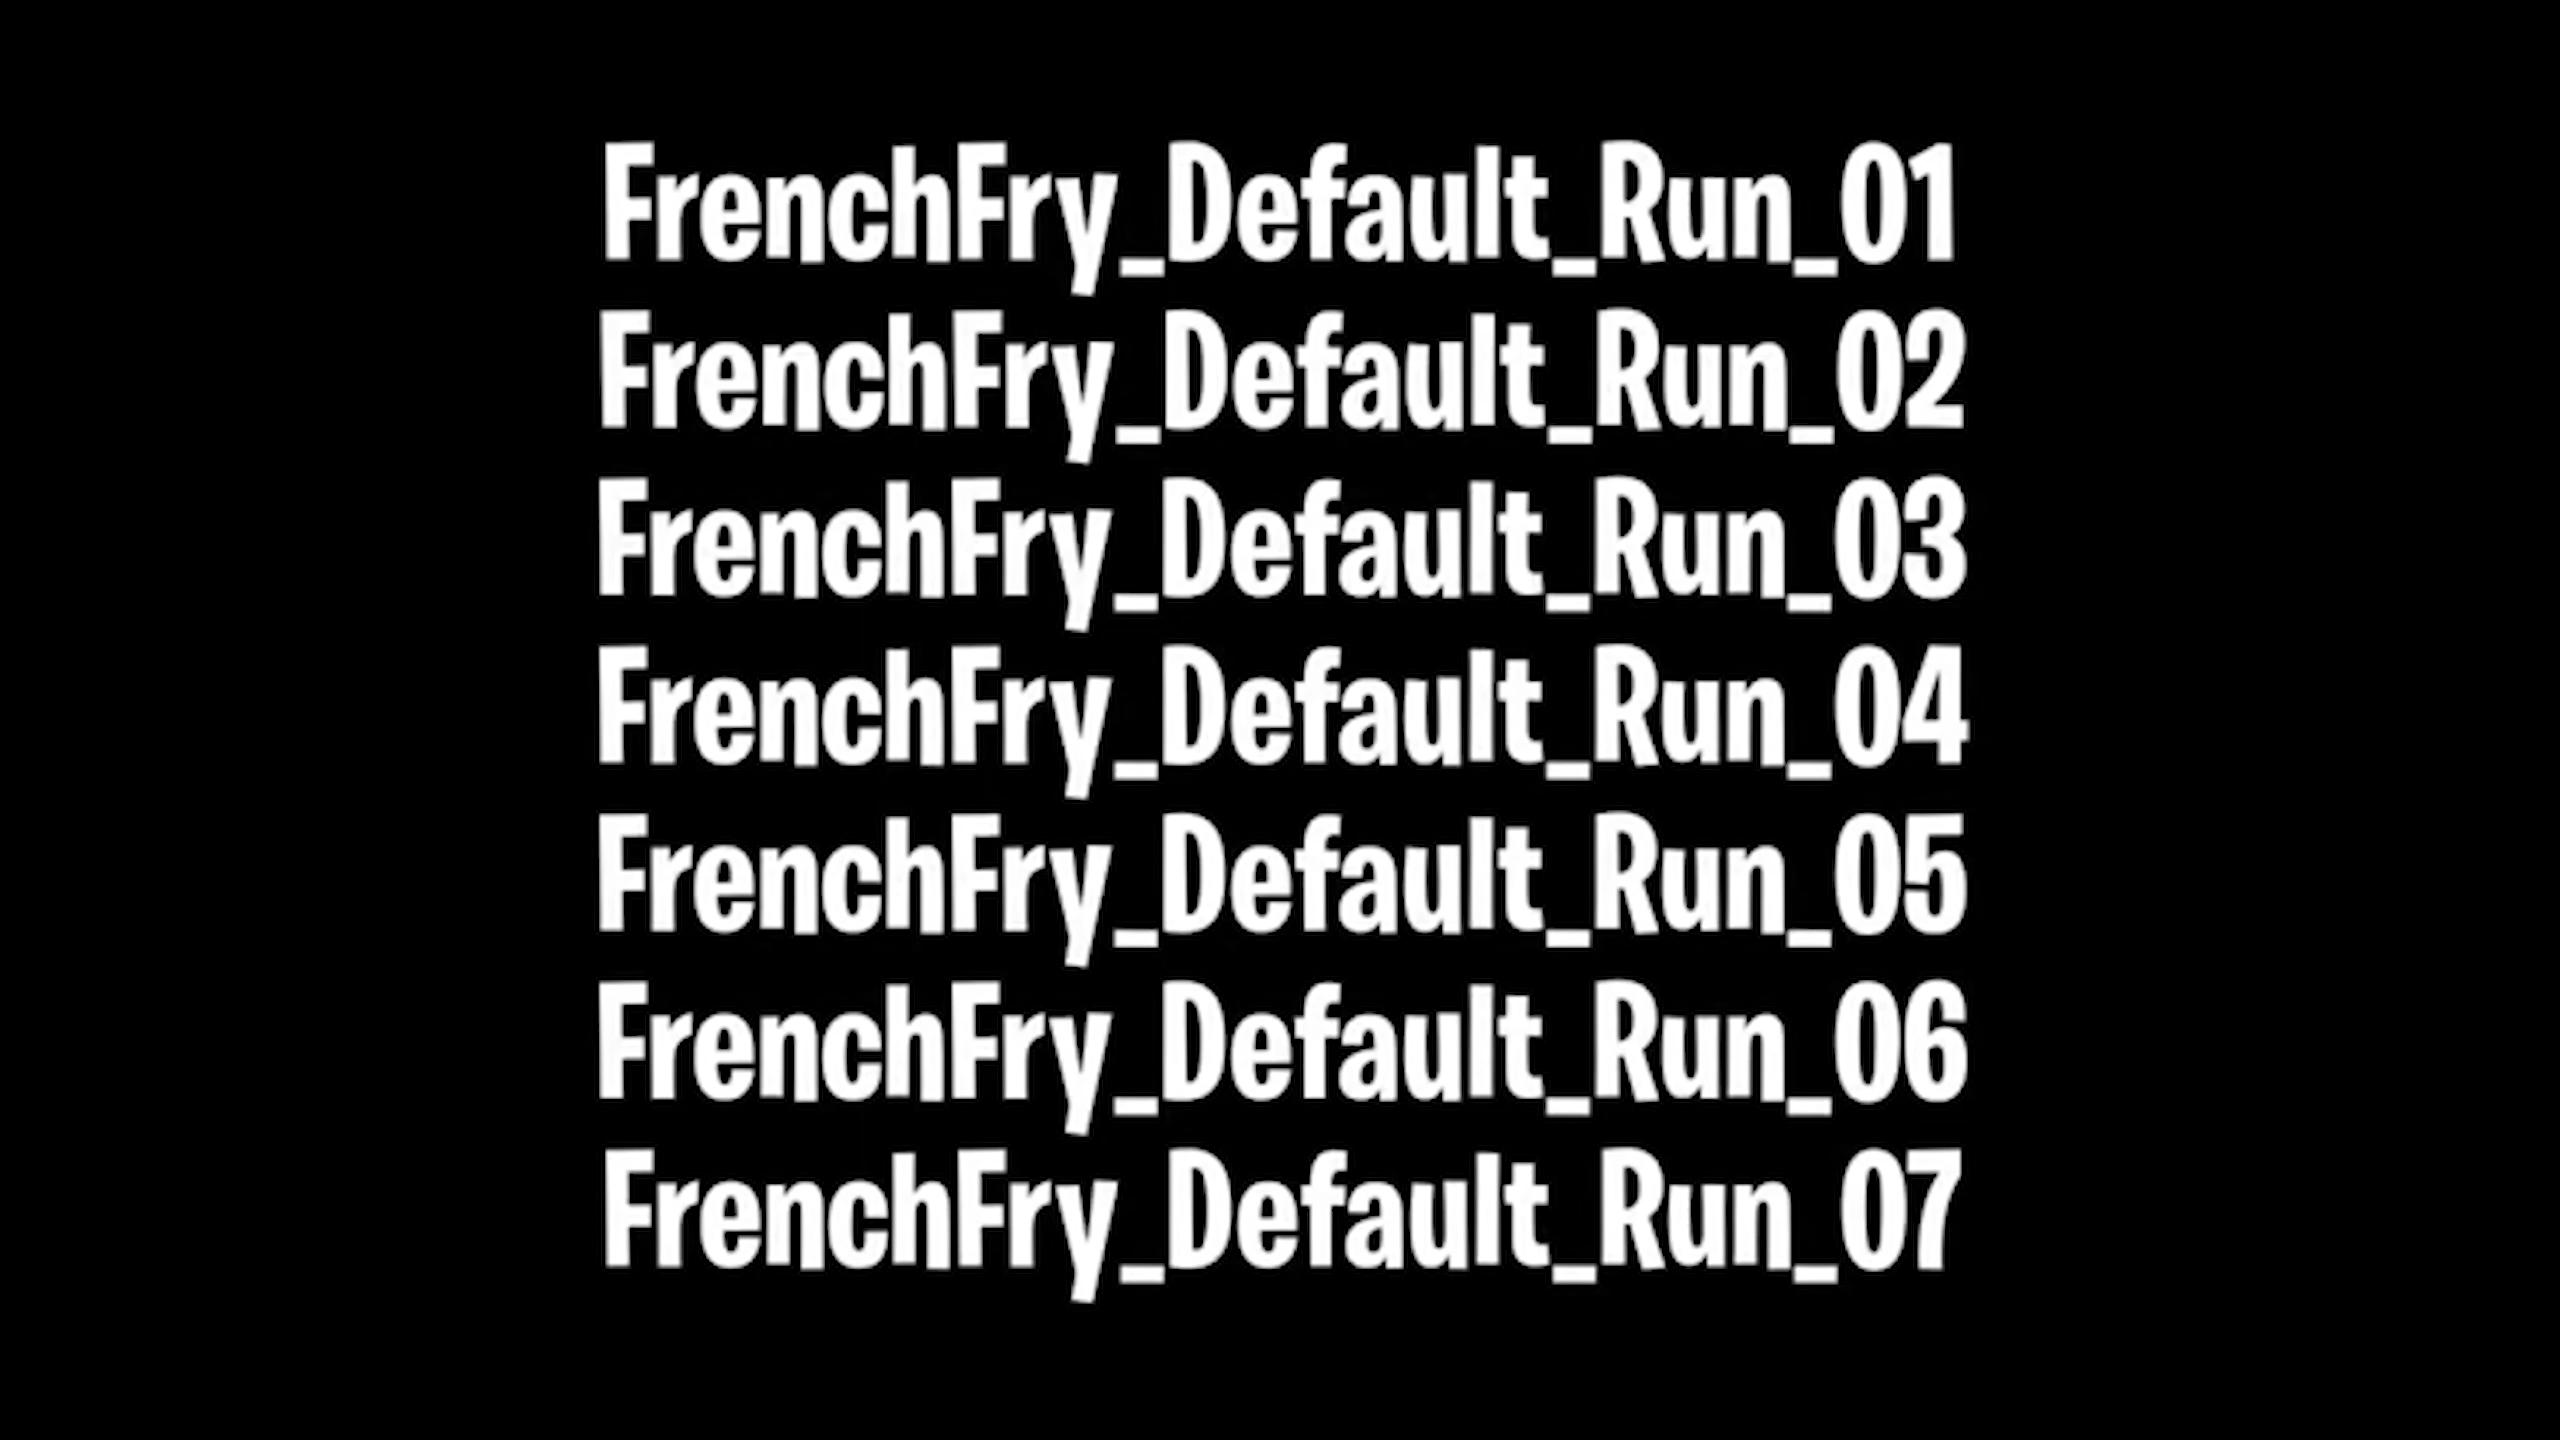 FrenchFry_Default_Run_01
FrenchFry_Default_Run_02
FrenchFry_Default_Run_03
FrenchFry_Default_Run_04
FrenchFry_Default_Run_05
FrenchFry_Default_Run_06
FrenchFry_Default_Run_07